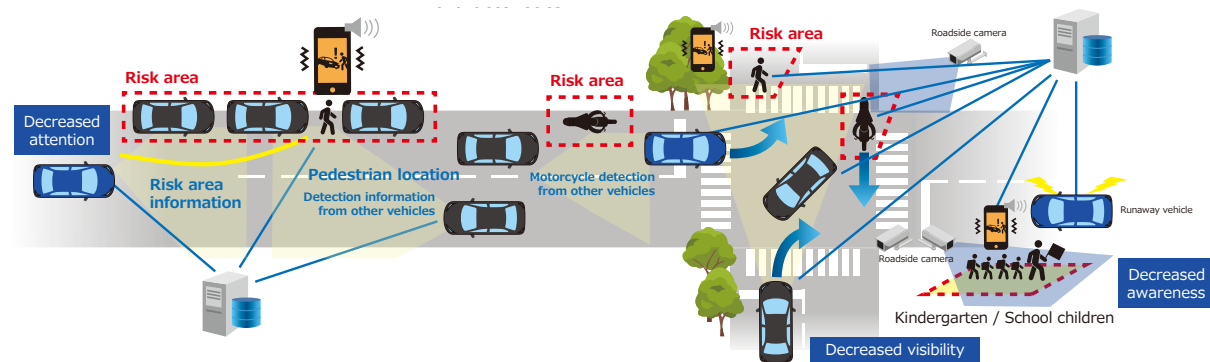 Risk area
Decreased
attention
Risk area
information
Pedestrian location
Detection information
from other vehicles
Risk area
Motorcycle detection
from other vehicles
Risk area
Roadside camera
Runaway vehicle
Roadside camera
Decreased
awareness
Kindergarten / School children
Decreased visibility